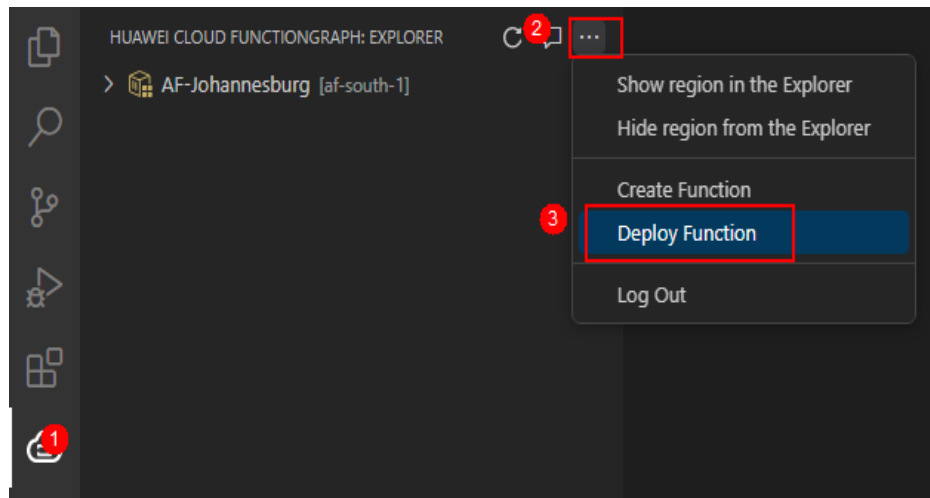 HUAWEI CLOUD FUNCTIONGRAPH: EXPLORER
2
...
AF-Johannesburg [af-south-1]
Show region in the Explorer
Hide region from the Explorer
Create Function
3
Deploy Function
Log Out
1